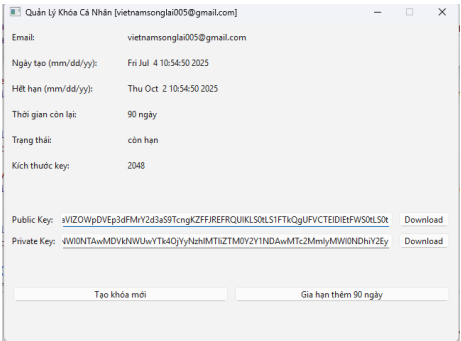 Quản Lý Khóa Cá Nhân [vietnamsonglai005@gmail.com]
Email: vietnamsonglai005@gmail.com
Ngày tạo (mm/dd/yy): Fri Jul 4 10:54:50 2025
Hết hạn (mm/dd/yy): Thu Oct 2 10:54:50 2025
Thời gian còn lại: 90 ngày
Trạng thái: còn hạn
Kích thước key: 2048
Public Key: aVIZOWpDVEp3dFMrY2d3aS9TcngKZFFJREFRQUIKLS0tLS1FTkQgUFVCTElDIEtFWS0tLS0t Download
Private Key: Download
Tạo khóa mới Gia hạn thêm 90 ngày